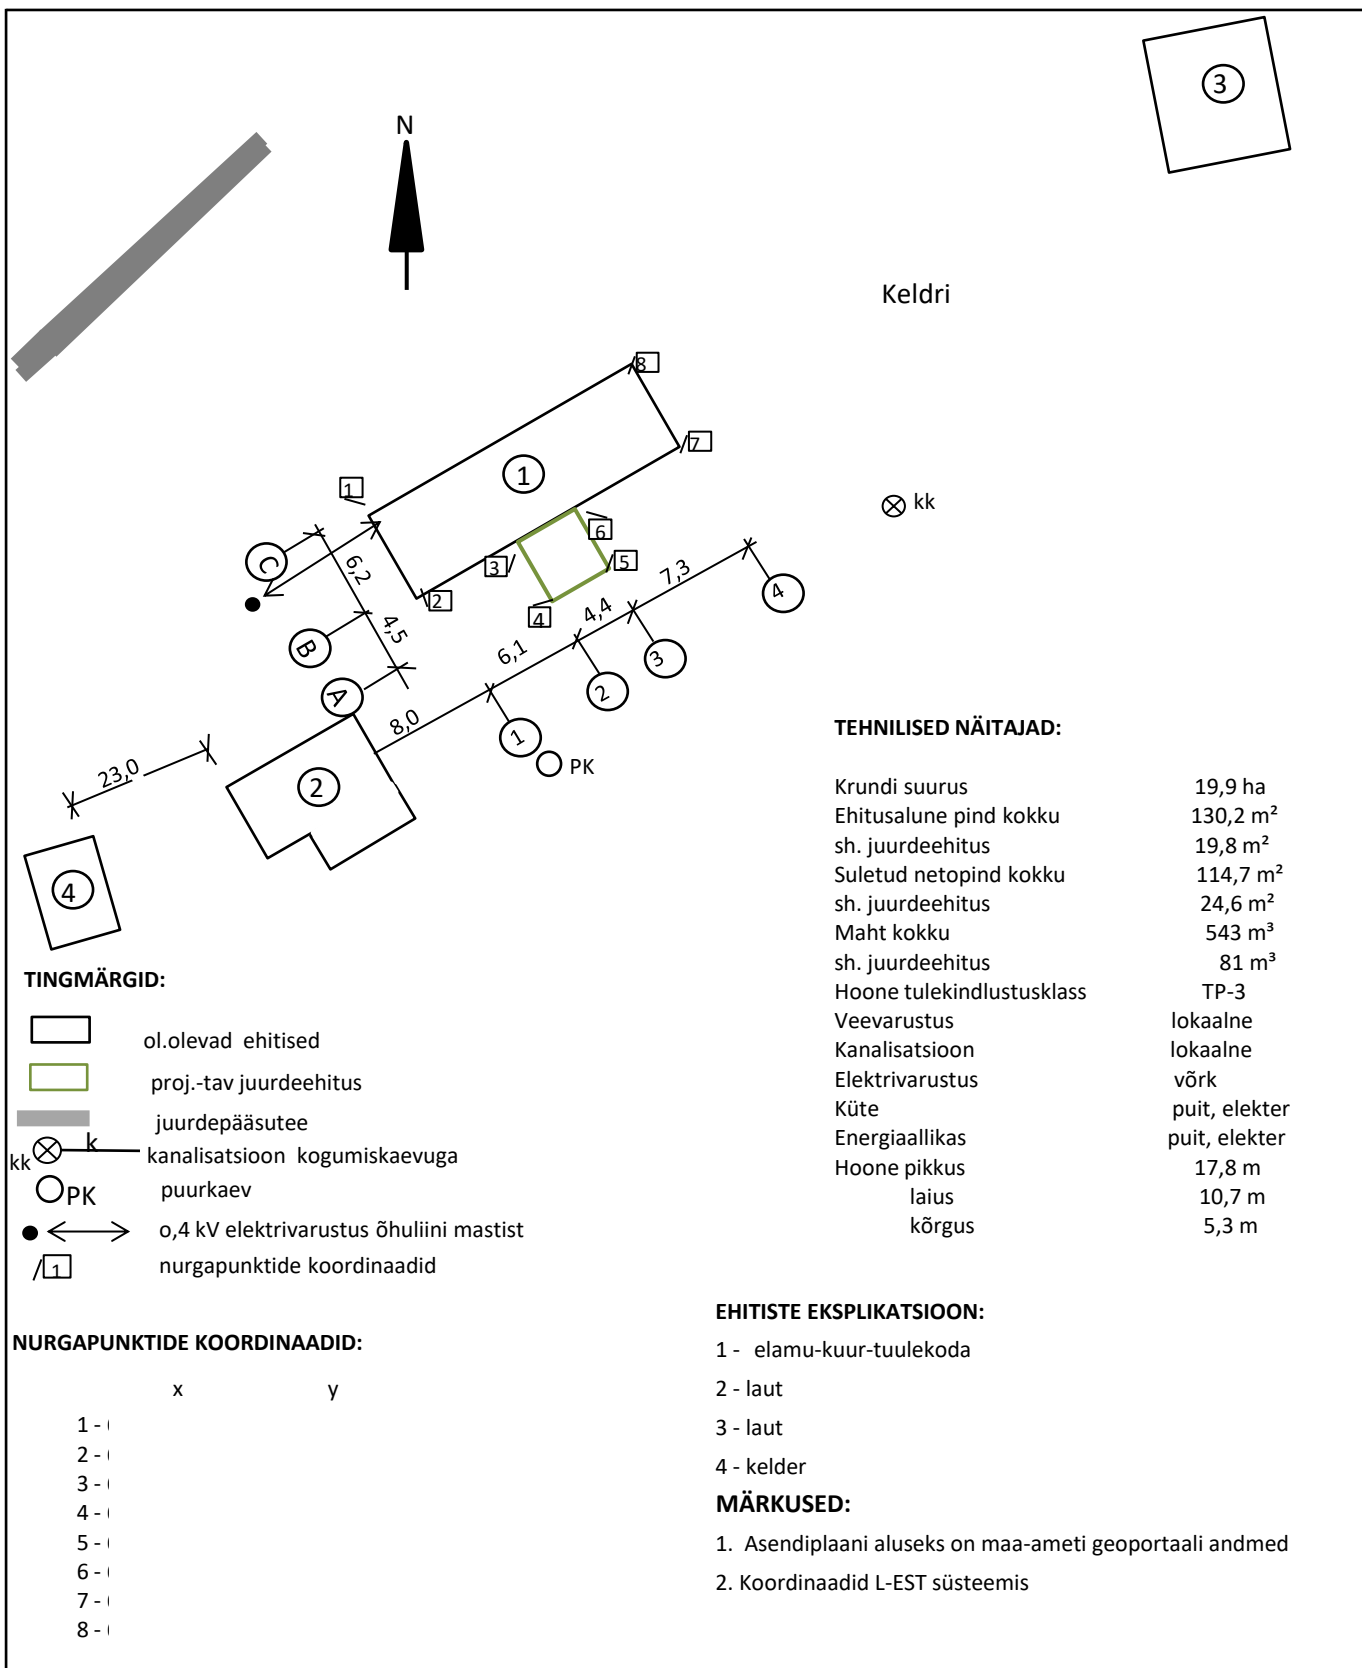 3
N
Keldri
8
7
1
1
kk
6
C
3
5
6,2
7,3
2
4
4
4,5
4,4
B
6,1
3
A
2
8,0
1
TEHNILISED NÄITAJAD:
23,0
2
PK
Krundi suurus 19,9 ha
Ehitusalune pind kokku 130,2 m²
sh. juurdeehitus 19,8 m²
Suletud netopind kokku 114,7 m²
4
sh. juurdeehitus 24,6 m²
Maht kokku 543 m³
sh. juurdeehitus 81 m³
Hoone tulekindlustusklass TP-3
Veevarustus lokaalne
Kanalisatsioon lokaalne
Elektrivarustus võrk
Küte puit, elekter
Energiaallikas puit, elekter
Hoone pikkus 17,8 m
laius 10,7 m
kõrgus 5,3 m
TINGMÄRGID:
ol.olevad ehitised
proj.-tav juurdeehitus
juurdepääsutee
kk k kanalisatsioon kogumiskaevuga
PK puurkaev
o,4 kV elektrivarustus õhuliini mastist
/1 nurgapunktide koordinaadid
NURGAPUNKTIDE KOORDINAADID:
x y
1 -
2 -
3 -
4 -
5 -
6 -
7 -
8 -
EHITISTE EKSPLIKATSIOON:
1 - elamu-kuur-tuulekoda
2 - laut
3 - laut
4 - kelder
MÄRKUSED:
1. Asendiplaani aluseks on maa-ameti geoportaali andmed
2. Koordinaadid L-EST süsteemis